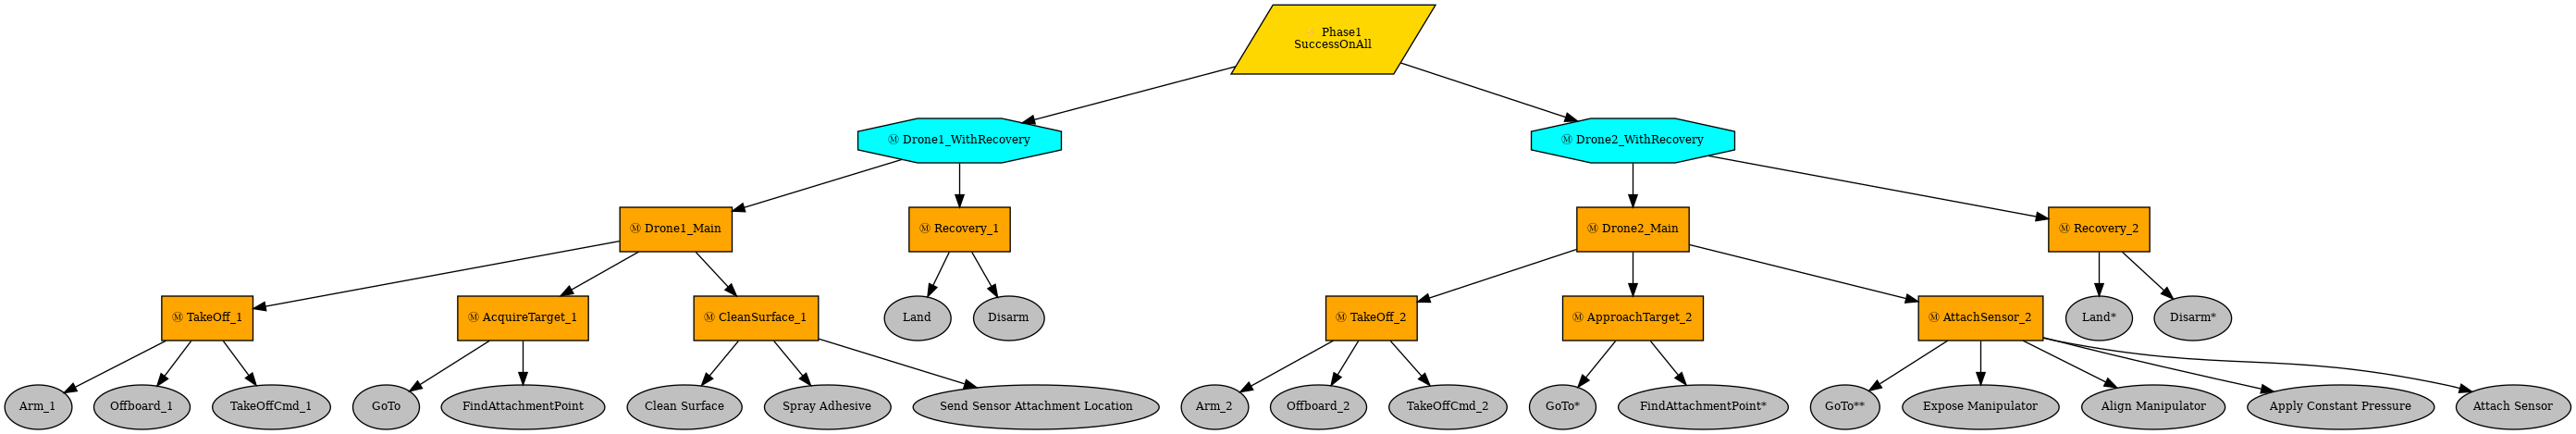 Phase1
SuccessOnAll
Ⓜ Drone1_WithRecovery
Ⓜ Drone2_WithRecovery
Ⓜ Drone1_Main
Ⓜ Recovery_1
Ⓜ Drone2_Main
Ⓜ Recovery_2
Ⓜ TakeOff_1
Ⓜ AcquireTarget_1
Ⓜ CleanSurface_1
Land
Disarm
Ⓜ TakeOff_2
Ⓜ ApproachTarget_2
Ⓜ AttachSensor_2
Land*
Disarm*
Arm_1
Offboard_1
TakeOffCmd_1
GoTo
FindAttachmentPoint
Clean Surface
Spray Adhesive
Send Sensor Attachment Location
Arm_2
Offboard_2
TakeOffCmd_2
GoTo*
FindAttachmentPoint*
GoTo**
Expose Manipulator
Align Manipulator
Apply Constant Pressure
Attach Sensor